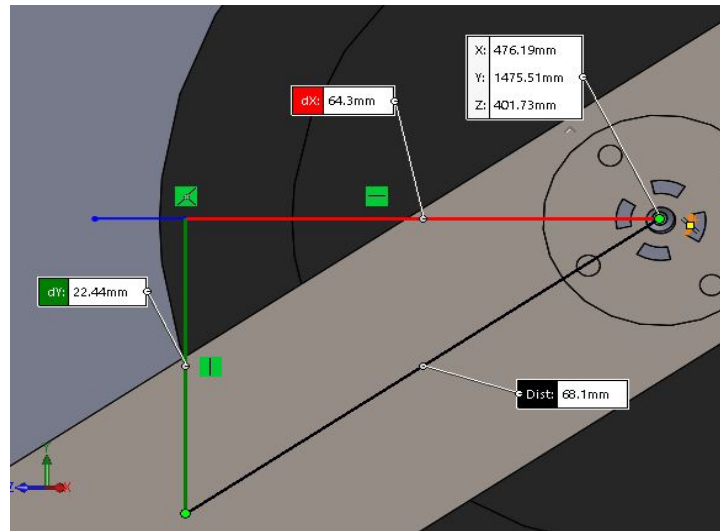 X: 476.19mm
Y: 1475.51mm
Z: 401.73mm
dX: 64.3mm
dY: 22.44mm
Dist: 68.1mm
Y
Z
X